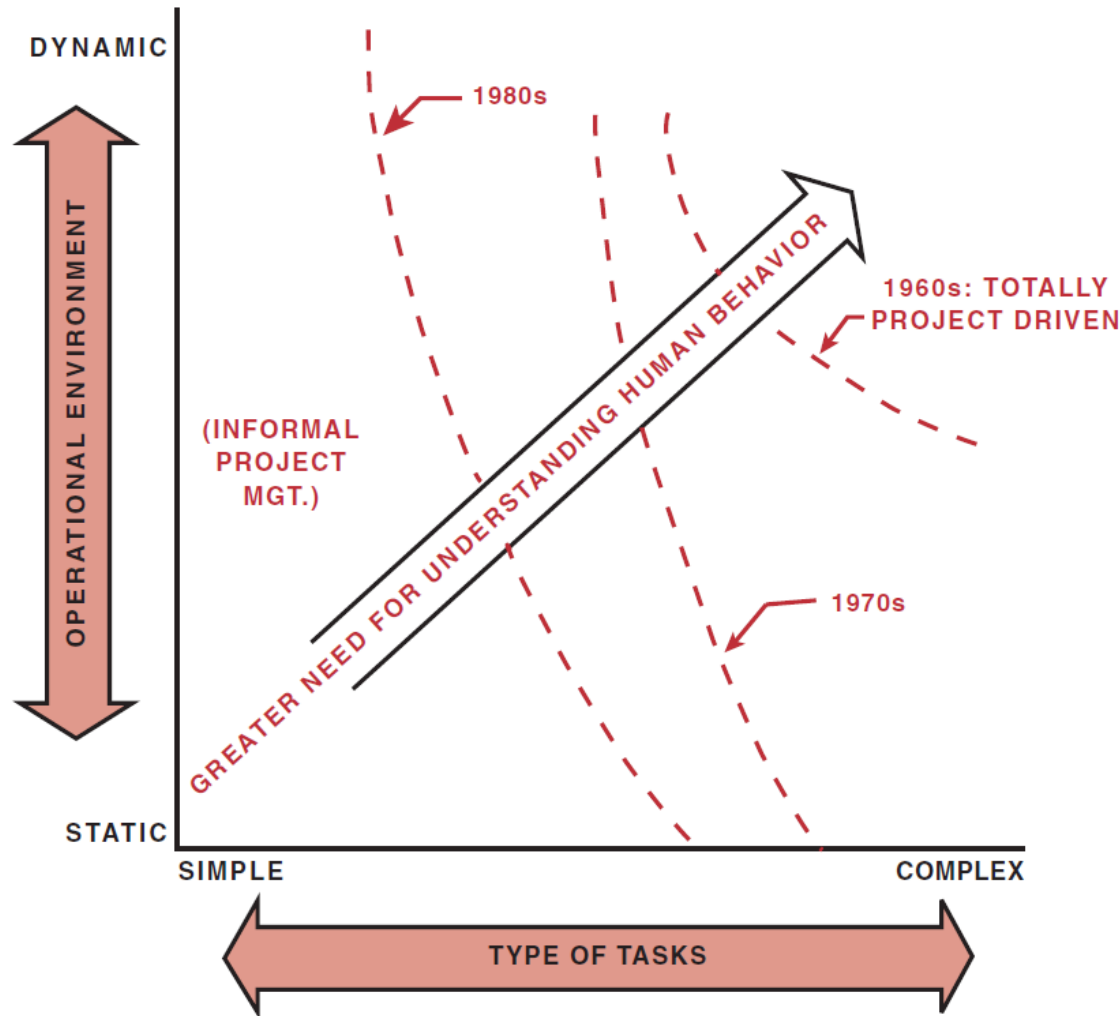 DYNAMIC
1980s
OPERATIONAL ENVIRONMENT
GREATER NEED FOR UNDERSTANDING HUMAN BEHAVIOR
1960s: TOTALLY
PROJECT DRIVEN
(INFORMAL
PROJECT
MGT.)
1970s
STATIC
SIMPLE
COMPLEX
TYPE OF TASKS